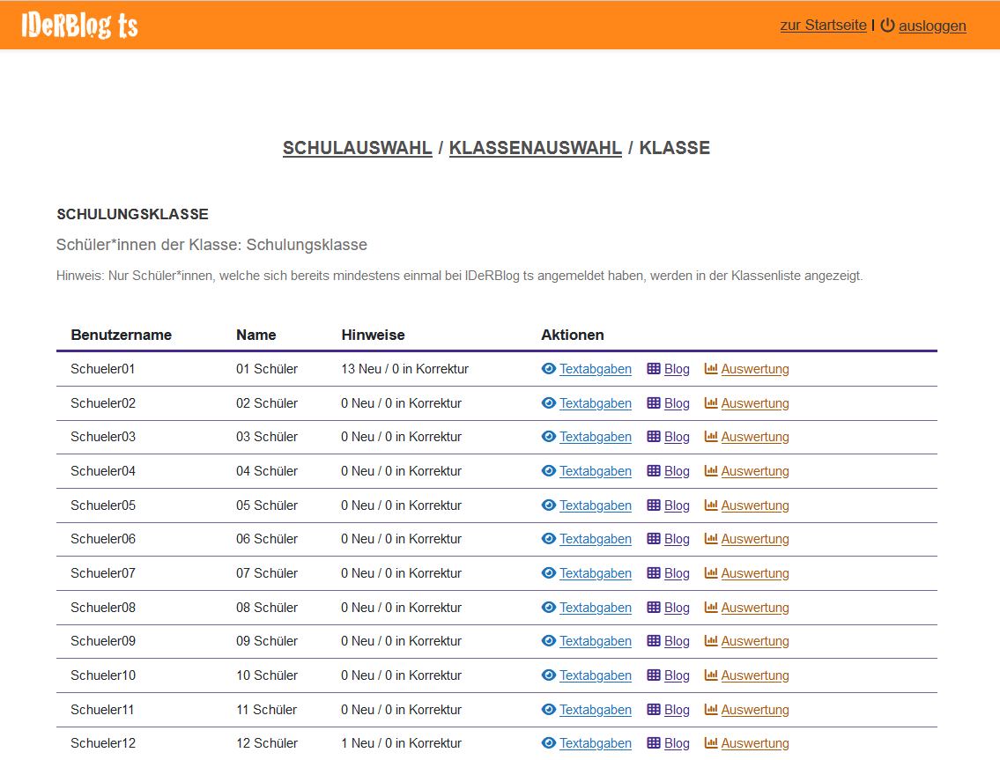 IDeRBlog ts
zur Startseite | ausloggen
SCHULAUSWAHL / KLASSENAUSWAHL / KLASSE
SCHULUNGSKLASSE
Schüler*innen der Klasse: Schulungsklasse
Hinweis: Nur Schüler*innen, welche sich bereits mindestens einmal bei IDeRBlog ts angemeldet haben, werden in der Klassenliste angezeigt.
Benutzername Name Hinweise Aktionen
Schueler01 01 Schüler 13 Neu / 0 in Korrektur Textabgaben Blog Auswertung
Schueler02 02 Schüler 0 Neu / 0 in Korrektur Textabgaben Blog Auswertung
Schueler03 03 Schüler 0 Neu / 0 in Korrektur Textabgaben Blog Auswertung
Schueler04 04 Schüler 0 Neu / 0 in Korrektur Textabgaben Blog Auswertung
Schueler05 05 Schüler 0 Neu / 0 in Korrektur Textabgaben Blog Auswertung
Schueler06 06 Schüler 0 Neu / 0 in Korrektur Textabgaben Blog Auswertung
Schueler07 07 Schüler 0 Neu / 0 in Korrektur Textabgaben Blog Auswertung
Schueler08 08 Schüler 0 Neu / 0 in Korrektur Textabgaben Blog Auswertung
Schueler09 09 Schüler 0 Neu / 0 in Korrektur Textabgaben Blog Auswertung
Schueler10 10 Schüler 0 Neu / 0 in Korrektur Textabgaben Blog Auswertung
Schueler11 11 Schüler 0 Neu / 0 in Korrektur Textabgaben Blog Auswertung
Schueler12 12 Schüler 1 Neu / 0 in Korrektur Textabgaben Blog Auswertung